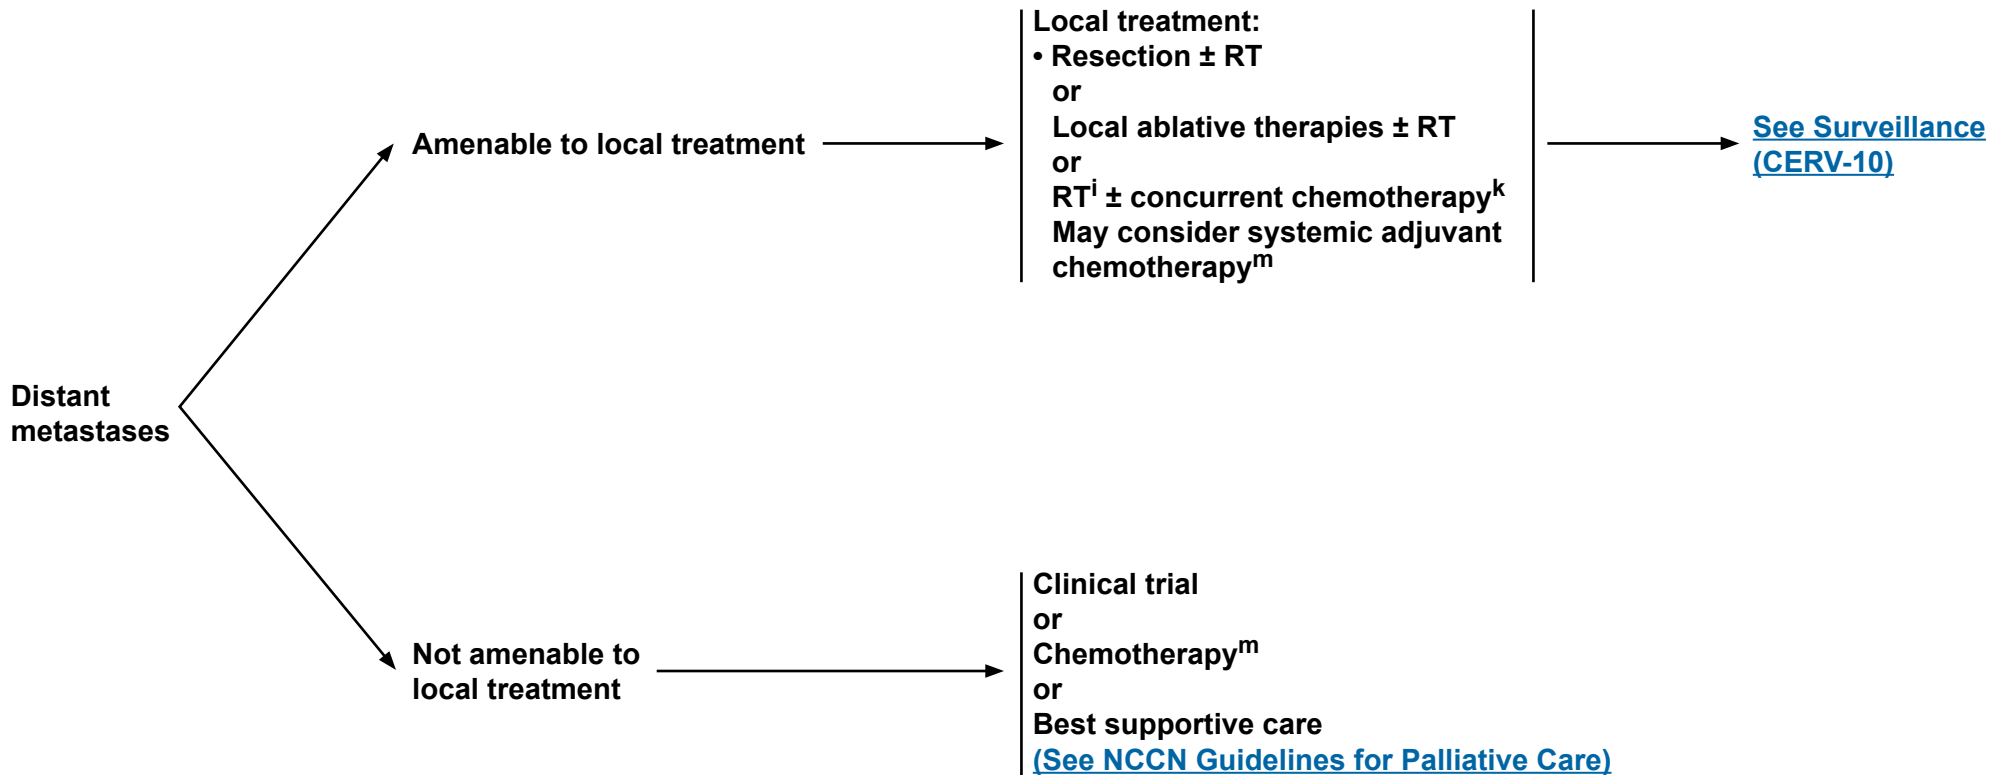 Distant
metastases
Amenable to local treatment
Local treatment:
• Resection ± RT
or
Local ablative therapies ± RT
or
RTⁱ ± concurrent chemotherapyᵏ
May consider systemic adjuvant
chemotherapyᵐ
See Surveillance
(CERV-10)
Not amenable to
local treatment
Clinical trial
or
Chemotherapyᵐ
or
Best supportive care
(See NCCN Guidelines for Palliative Care)